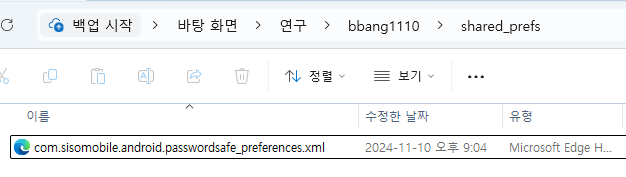 백업 시작 > 바탕 화면 > 연구 > bbang1110 > shared_prefs
정렬 보기 ...
이름 수정한 날짜 유형
com.sisomobile.android.passwordsafe_preferences.xml 2024-11-10 오후 9:04 Microsoft Edge H...